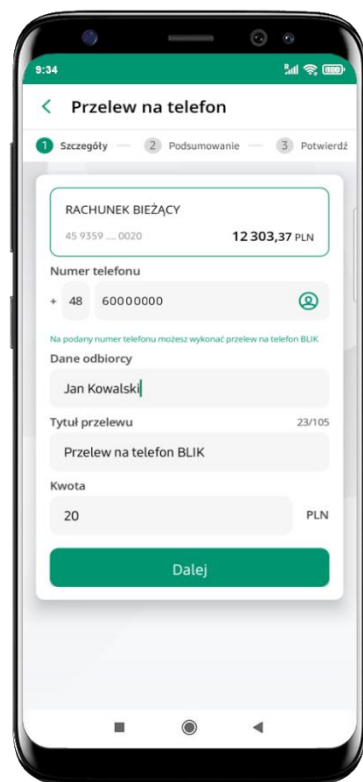 9:34
< Przelew na telefon
1 Szczegóły — 2 Podsumowanie — 3 Potwierdź
RACHUNEK BIEŻĄCY
45 9359 .... 0020 12 303,37 PLN
Numer telefonu
+ 48 60000000
Na podany numer telefonu możesz wykonać przelew na telefon BLIK
Dane odbiorcy
Jan Kowalski
Tytuł przelewu 23/105
Przelew na telefon BLIK
Kwota
20 PLN
Dalej